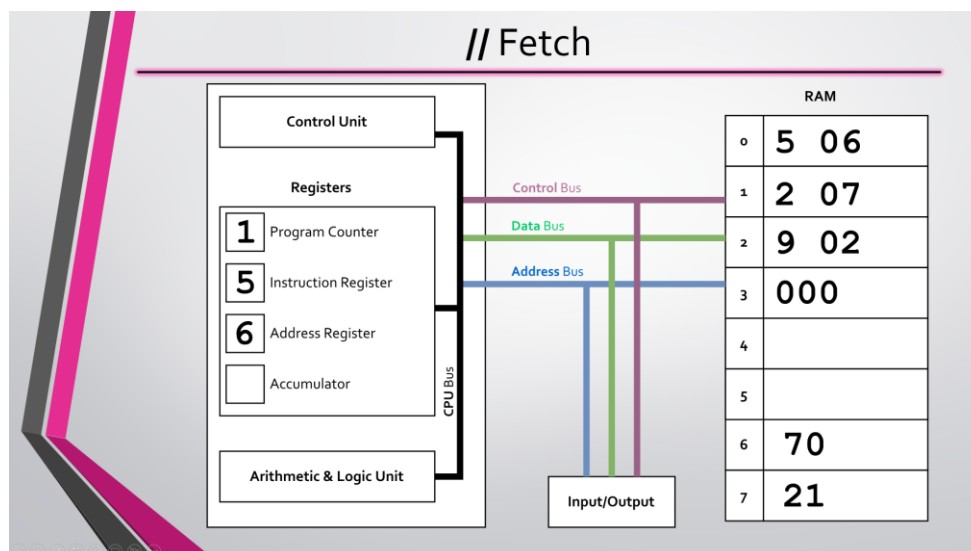 // Fetch
RAM
Control Unit
Registers
1 Program Counter
5 Instruction Register
6 Address Register
Accumulator
CPU Bus
Arithmetic & Logic Unit
Control Bus
Data Bus
Address Bus
Input/Output
0 5 06
1 2 07
2 9 02
3 000
4
5
6 70
7 21